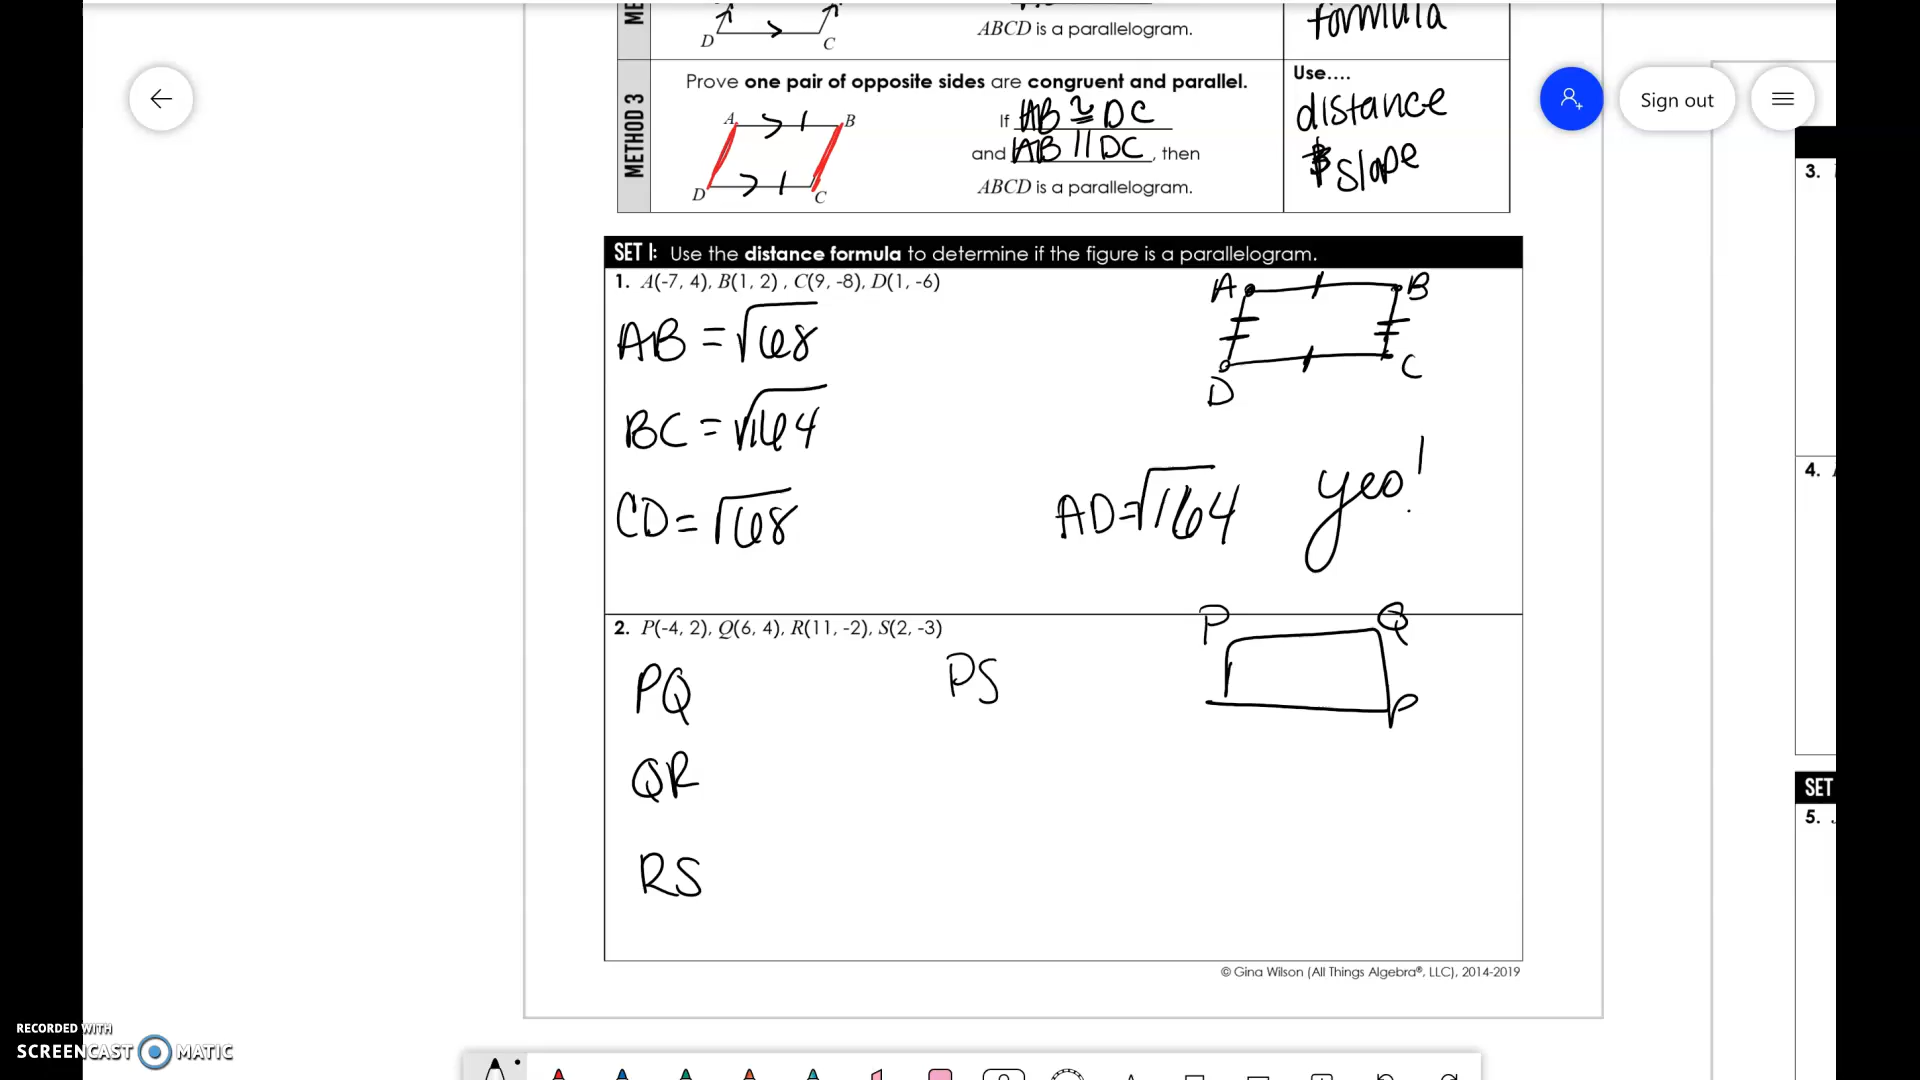 ME
D
C
ABCD is a parallelogram.
formula
METHOD 3
Prove one pair of opposite sides are congruent and parallel.
A
B
D
C
If AB ≅ DC
and AB || DC, then
ABCD is a parallelogram.
Use....
distance
& slope
Sign out
3.
4.
SET
5.
SET I: Use the distance formula to determine if the figure is a parallelogram.
1. A(-7, 4), B(1, 2) , C(9, -8), D(1, -6)
A
B
D
C
AB = √68
BC = √164
CD = √68
AD = √164
yes!
2. P(-4, 2), Q(6, 4), R(11, -2), S(2, -3)
P
Q
P
PQ
PS
QR
RS
© Gina Wilson (All Things Algebra®, LLC), 2014-2019
RECORDED WITH
SCREENCAST MATIC